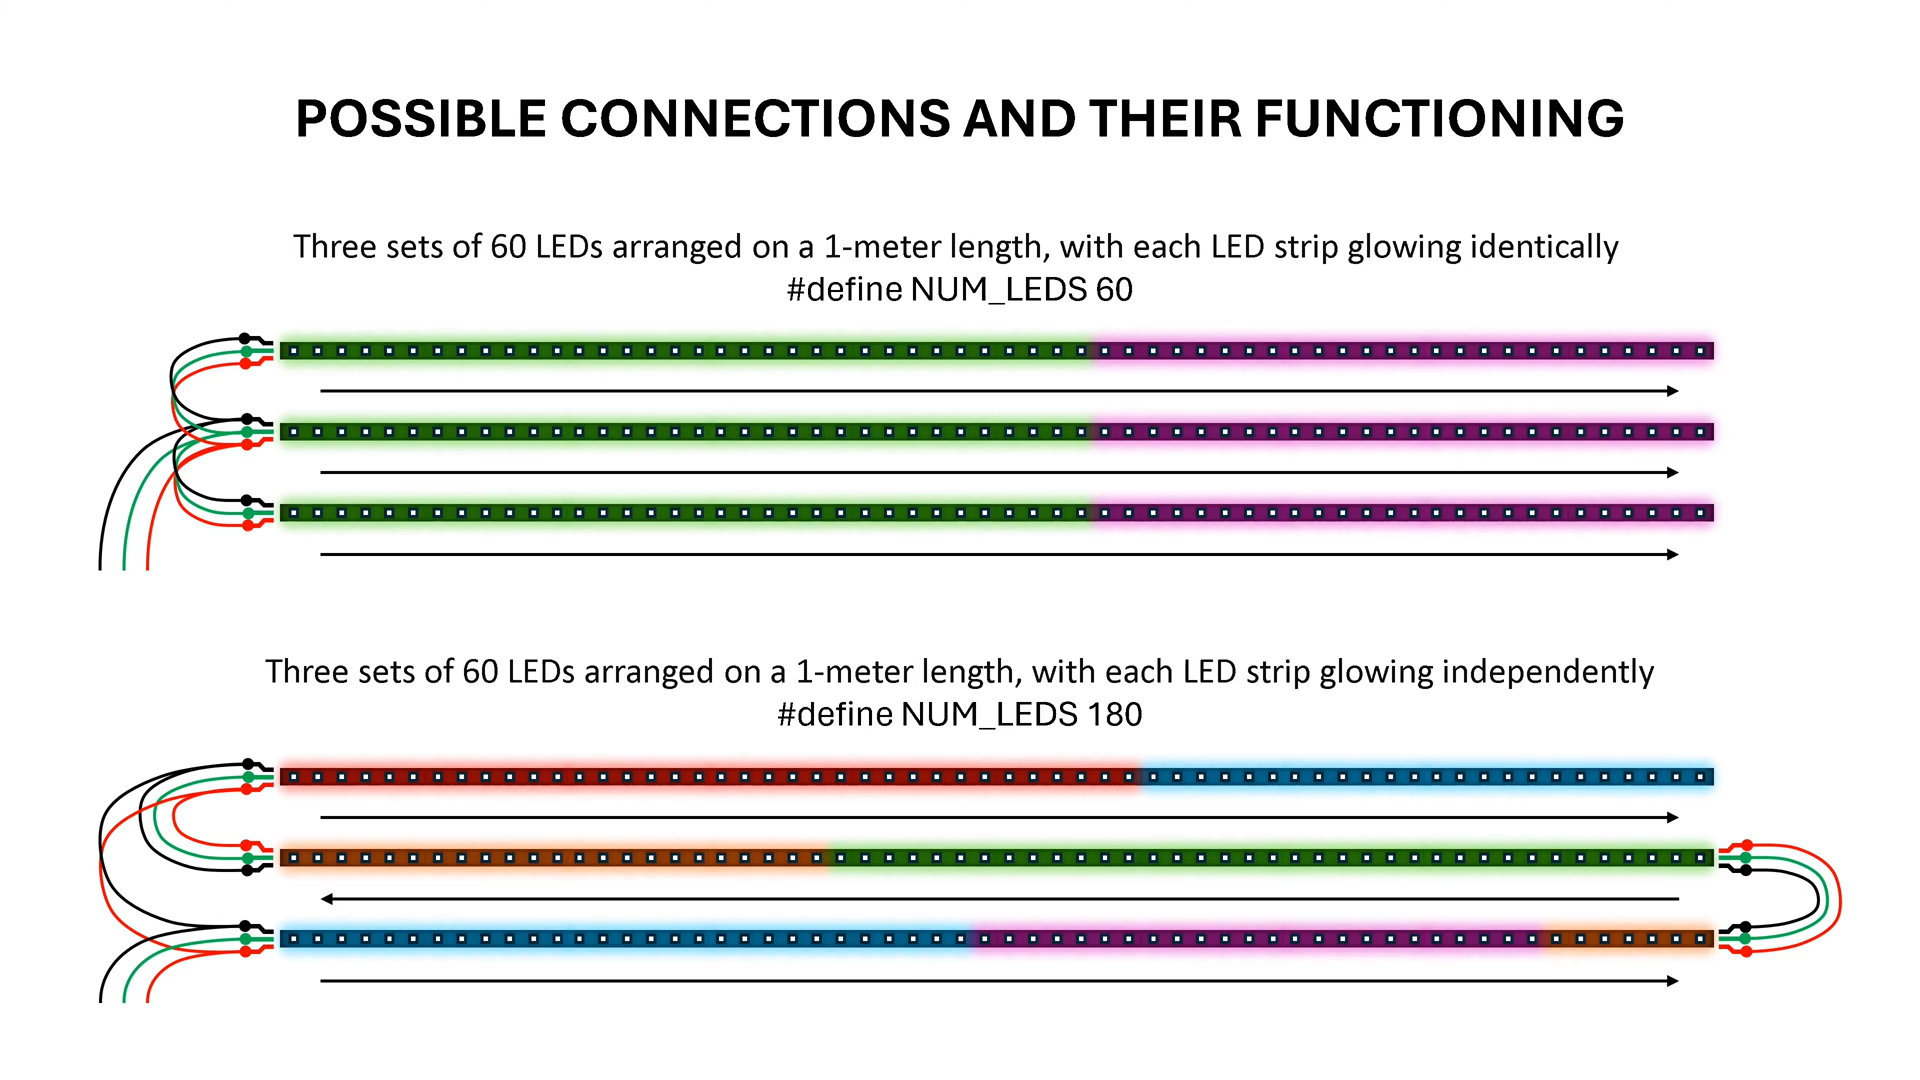 POSSIBLE CONNECTIONS AND THEIR FUNCTIONING
Three sets of 60 LEDs arranged on a 1-meter length, with each LED strip glowing identically
#define NUM_LEDS 60
Three sets of 60 LEDs arranged on a 1-meter length, with each LED strip glowing independently
#define NUM_LEDS 180